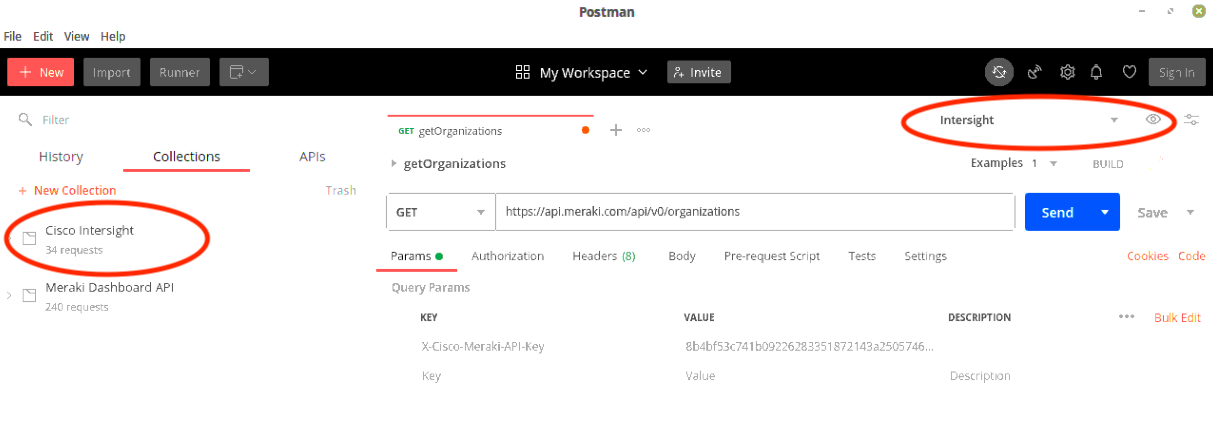 Postman
File Edit View Help
+ New Import Runner My Workspace Invite Sign In
Filter
History Collections APIs
+ New Collection Trash
Cisco Intersight
34 requests
Meraki Dashboard API
240 requests
GET getOrganizations + ooo
Intersight
getOrganizations
Examples 1 BUILD
GET https://api.meraki.com/api/v0/organizations Send Save
Params Authorization Headers (8) Body Pre-request Script Tests Settings Cookies Code
Query Params
KEY VALUE DESCRIPTION ••• Bulk Edit
X-Cisco-Meraki-API-Key 8b4bf53c741b09226283351872143a2505746...
Key Value Description